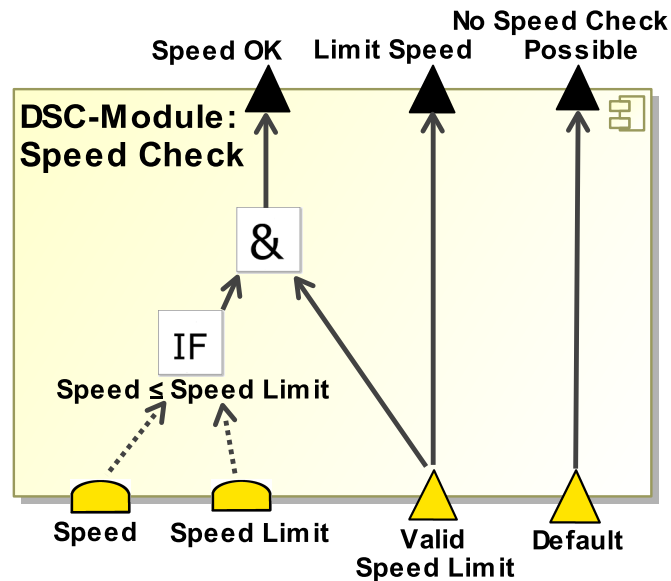 No Speed Check
Speed OK Limit Speed Possible
DSC-Module:
Speed Check
&
IF
Speed ≤ Speed Limit
Speed Speed Limit Valid Default
Speed Limit